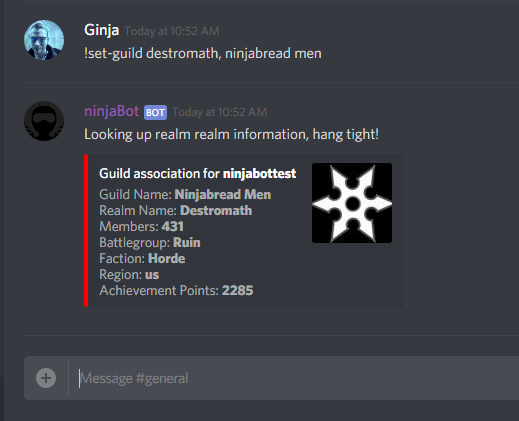 Ginja Today at 10:52 AM
!set-guild destromath, ninjabread men
ninjaBot BOT Today at 10:52 AM
Looking up realm realm information, hang tight!
Guild association for ninjabottest
Guild Name: Ninjabread Men
Realm Name: Destromath
Members: 431
Battlegroup: Ruin
Faction: Horde
Region: us
Achievement Points: 2285
Message #general